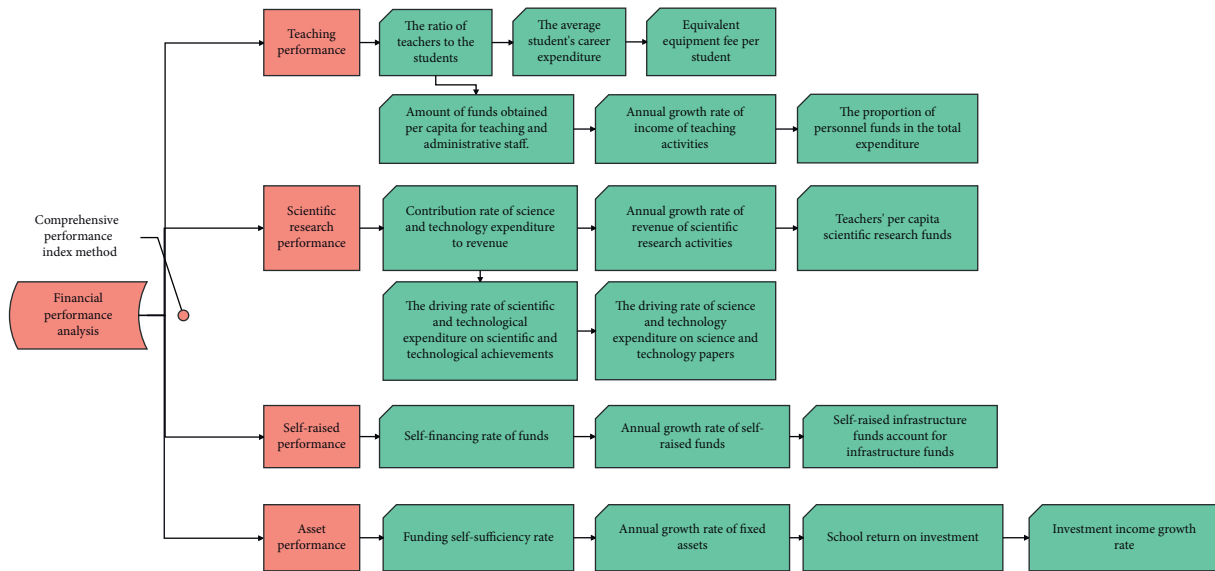 Teaching
performance
The ratio of
teachers to the
students
The average
student's career
expenditure
Equivalent
equipment fee per
student
Amount of funds obtained
per capita for teaching and
administrative staff.
Annual growth rate of
income of teaching
activities
The proportion of
personnel funds in the total
expenditure
Comprehensive
performance
index method
Scientific
research
performance
Contribution rate of science
and technology expenditure
to revenue
Annual growth rate of
revenue of scientific
research activities
Teachers' per capita
scientific research funds
Financial
performance
analysis
The driving rate of scientific
and technological
expenditure on scientific and
technological achievements
The driving rate of science
and technology
expenditure on science and
technology papers
Self-raised
performance
Self-financing rate of funds
Annual growth rate of self-
raised funds
Self-raised infrastructure
funds account for
infrastructure funds
Asset
performance
Funding self-sufficiency rate
Annual growth rate of fixed
assets
School return on investment
Investment income growth
rate